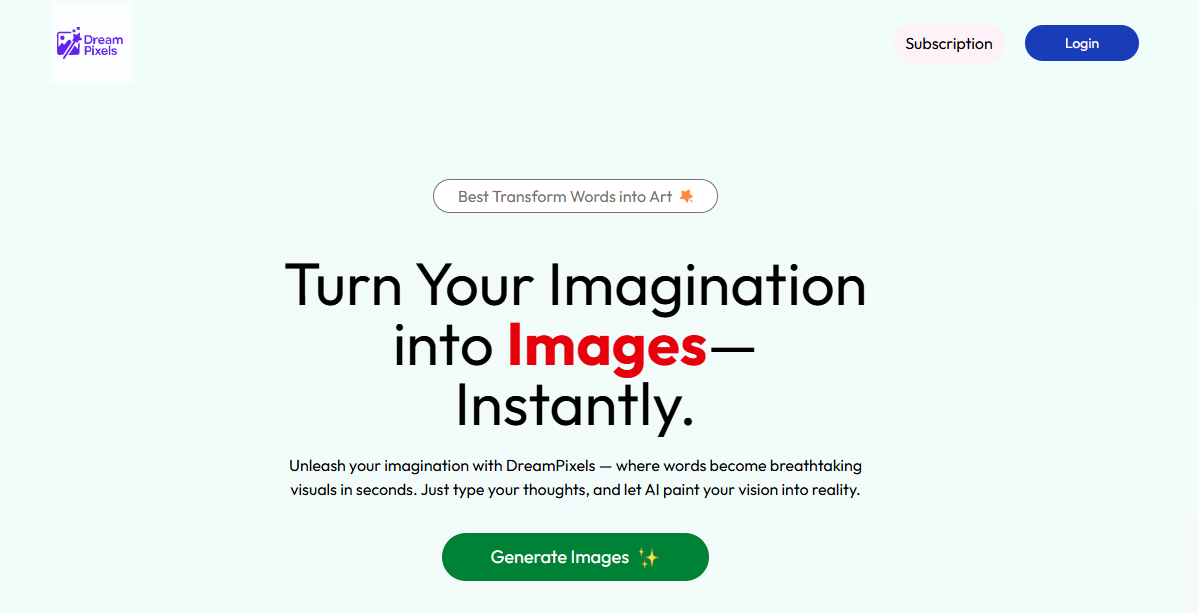 Dream
Pixels
Subscription
Login
Best Transform Words into Art
Turn Your Imagination
into Images—
Instantly.
Unleash your imagination with DreamPixels — where words become breathtaking
visuals in seconds. Just type your thoughts, and let AI paint your vision into reality.
Generate Images ✨